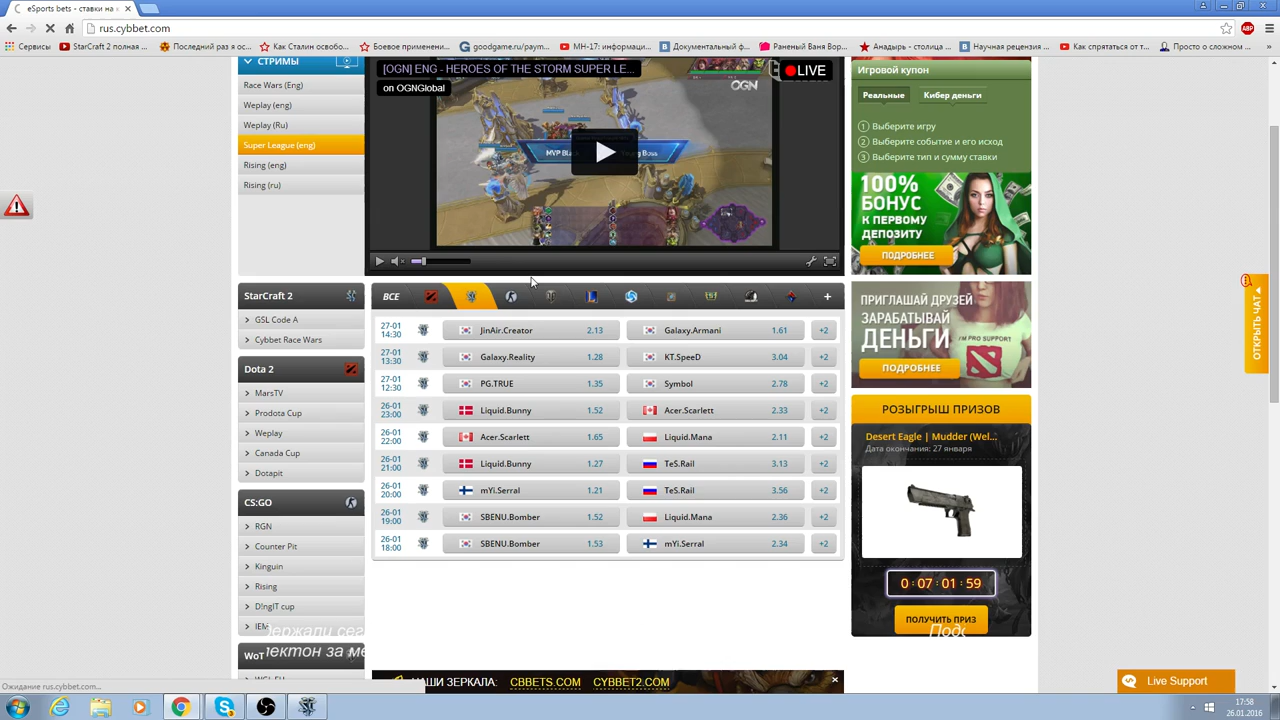 eSports bets - ставки на к
rus.cybbet.com
Сервисы
StarCraft 2 полная ...
Последний раз я ос...
Как Сталин освобо...
Боевое применени...
goodgame.ru/paym...
МН-17: информаци...
Документальный ф...
Раненый Ваня Вор...
Анадырь - столица ...
Научная рецензия ...
Как спрятаться от т...
Просто о сложном ...
ABP
СТРИМЫ
Race Wars (Eng)
Weplay (eng)
Weplay (Ru)
Super League (eng)
Rising (eng)
Rising (ru)
[OGN] ENG - HEROES OF THE STORM SUPER LE...
on OGNGlobal
LIVE
OGN
MVP Black
Young Boss
Игровой купон
Реальные
Кибер деньги
1 Выберите игру
2 Выберите событие и его исход
3 Выберите тип и сумму ставки
100%
БОНУС
К ПЕРВОМУ
ДЕПОЗИТУ
ПОДРОБНЕЕ
ПРИГЛАШАЙ ДРУЗЕЙ
ЗАРАБАТЫВАЙ
ДЕНЬГИ
I'M PRO SUPPORT
ПОДРОБНЕЕ
ОТКРЫТЬ ЧАТ
StarCraft 2
GSL Code A
Cybbet Race Wars
Dota 2
MarsTV
Prodota Cup
Weplay
Canada Cup
Dotapit
CS:GO
RGN
Counter Pit
Kinguin
Rising
D!ngIT cup
IEM
WoT
ВСЕ
+
27-01 14:30 JinAir.Creator 2.13 Galaxy.Armani 1.61 +2
27-01 13:30 Galaxy.Reality 1.28 KT.SpeeD 3.04 +2
27-01 12:30 PG.TRUE 1.35 Symbol 2.78 +2
26-01 23:00 Liquid.Bunny 1.52 Acer.Scarlett 2.33 +2
26-01 22:00 Acer.Scarlett 1.65 Liquid.Mana 2.11 +2
26-01 21:00 Liquid.Bunny 1.27 TeS.Rail 3.13 +2
26-01 20:00 mYi.Serral 1.21 TeS.Rail 3.56 +2
26-01 19:00 SBENU.Bomber 1.52 Liquid.Mana 2.36 +2
26-01 18:00 SBENU.Bomber 1.53 mYi.Serral 2.34 +2
РОЗЫГРЫШ ПРИЗОВ
Desert Eagle | Mudder (Wel...
Дата окончания: 27 января
0 : 07 : 01 : 59
ПОЛУЧИТЬ ПРИЗ
НАШИ ЗЕРКАЛА: CBBETS.COM CYBBET2.COM
Live Support
Ожидание rus.cybbet.com...
17:58
26.01.2016